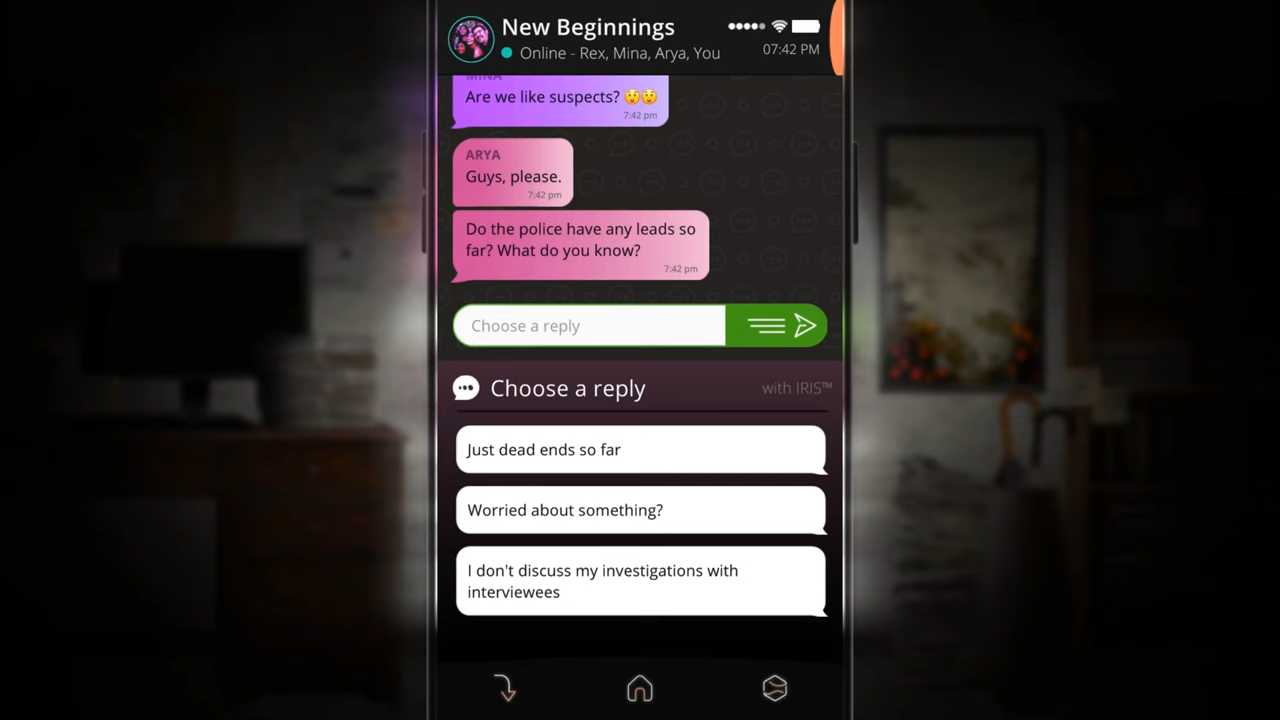 New Beginnings
Online - Rex, Mina, Arya, You
07:42 PM
MINA
Are we like suspects? 😲😲
7:42 pm
ARYA
Guys, please.
7:42 pm
Do the police have any leads so
far? What do you know?
7:42 pm
Choose a reply
Choose a reply
with IRIS™
Just dead ends so far
Worried about something?
I don't discuss my investigations with
interviewees